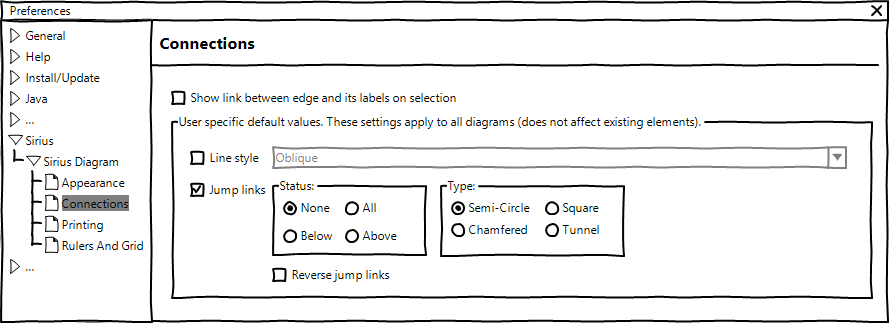 Preferences
General
Help
Install/Update
Java
...
Sirius
Sirius Diagram
Appearance
Connections
Printing
Rulers And Grid
...
Connections
Show link between edge and its labels on selection
User specific default values. These settings apply to all diagrams (does not affect existing elements).
Line style Oblique
Jump links Status: Type:
None All Semi-Circle Square
Below Above Chamfered Tunnel
Reverse jump links